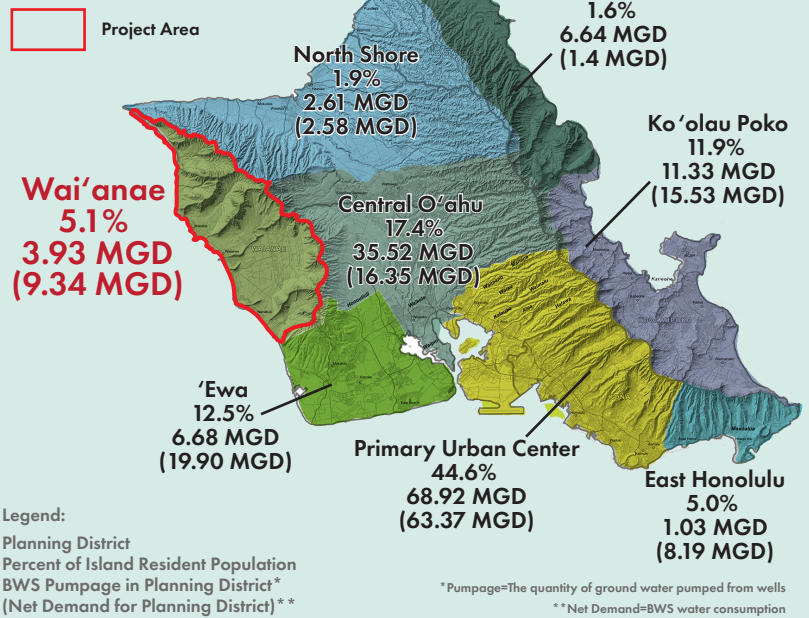 Project Area
1.6%
6.64 MGD
(1.4 MGD)
North Shore
1.9%
2.61 MGD
(2.58 MGD)
Ko‘olau Poko
11.9%
11.33 MGD
(15.53 MGD)
Wai‘anae
5.1%
3.93 MGD
(9.34 MGD)
Central O‘ahu
17.4%
35.52 MGD
(16.35 MGD)
WAIANAE
‘Ewa
12.5%
6.68 MGD
(19.90 MGD)
Primary Urban Center
44.6%
68.92 MGD
(63.37 MGD)
East Honolulu
5.0%
1.03 MGD
(8.19 MGD)
Legend:
Planning District
Percent of Island Resident Population
BWS Pumpage in Planning District*
(Net Demand for Planning District)**
*Pumpage=The quantity of ground water pumped from wells
**Net Demand=BWS water consumption